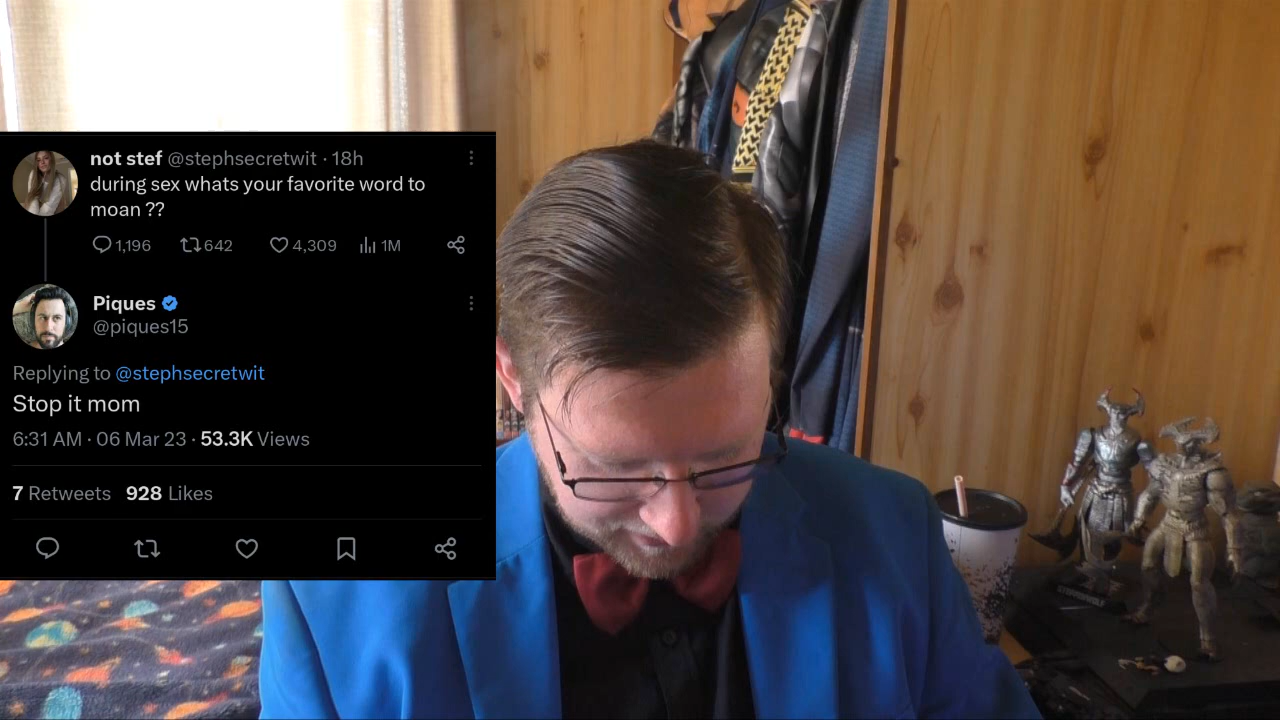 not stef @stephsecretwit · 18h
during sex whats your favorite word to
moan ??
1,196 642 4,309 1M
Piques
@piques15
Replying to @stephsecretwit
Stop it mom
6:31 AM · 06 Mar 23 · 53.3K Views
7 Retweets 928 Likes
STEPPENWOLF